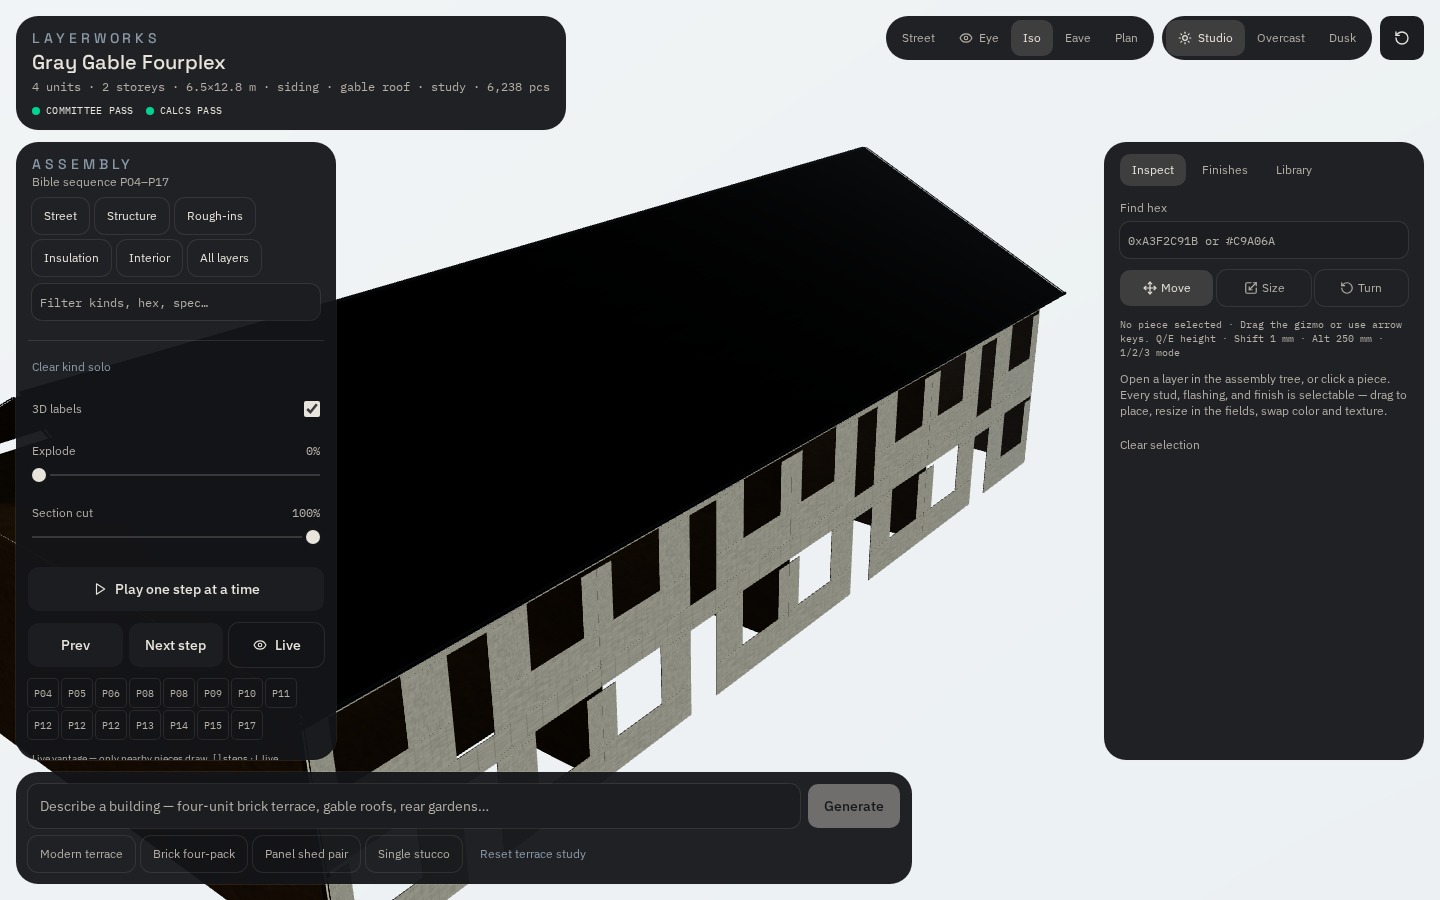 LAYERWORKS
Gray Gable Fourplex
4 units · 2 storeys · 6.5×12.8 m · siding · gable roof · study · 6,238 pcs
COMMITTEE PASS CALCS PASS
Street Eye Iso Eave Plan
Studio Overcast Dusk
ASSEMBLY
Bible sequence P04–P17
Street Structure Rough-ins
Insulation Interior All layers
Filter kinds, hex, spec…
Clear kind solo
3D labels
Explode 0%
Section cut 100%
Play one step at a time
Prev Next step Live
P04 P05 P06 P08 P08 P09 P10 P11
P12 P12 P12 P13 P14 P15 P17
Live vantage — only nearby pieces draw. [ ] steps · L live
Inspect Finishes Library
Find hex
0xA3F2C91B or #C9A06A
Move Size Turn
No piece selected · Drag the gizmo or use arrow
keys. Q/E height · Shift 1 mm · Alt 250 mm ·
1/2/3 mode
Open a layer in the assembly tree, or click a piece.
Every stud, flashing, and finish is selectable — drag to
place, resize in the fields, swap color and texture.
Clear selection
Describe a building — four-unit brick terrace, gable roofs, rear gardens…
Generate
Modern terrace Brick four-pack Panel shed pair Single stucco Reset terrace study